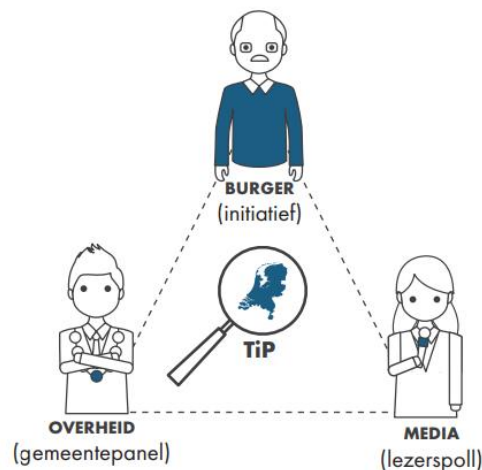 BURGER
(initiatief)
TiP
OVERHEID
(gemeentepanel)
MEDIA
(lezerspoll)